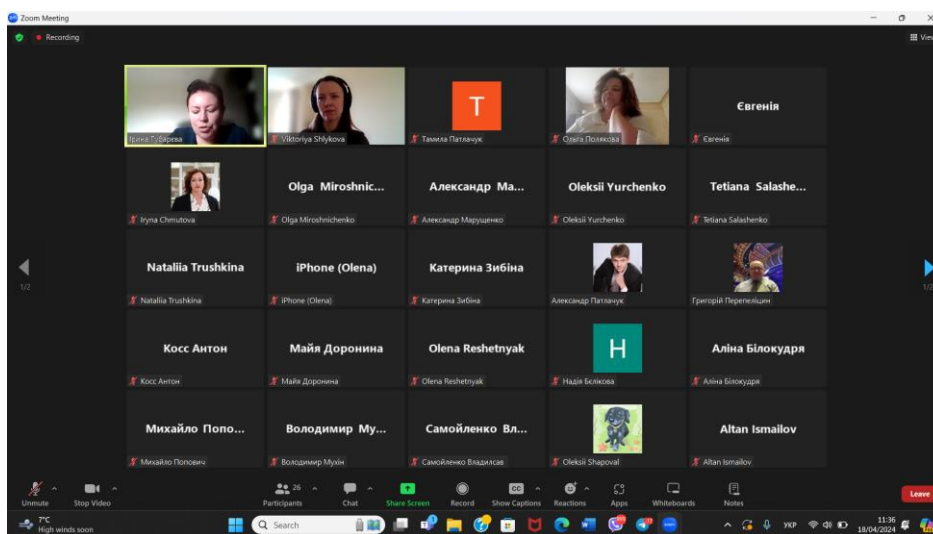 Zoom Meeting
Recording
View
Ірина Губарєва
Viktoriya Shlykova
T
Тамила Патлачук
Ольга Полякова
Євгенія
Євгенія
Iryna Chmutova
Olga Miroshnic...
Olga Miroshnichenko
Александр Ма...
Александр Марущенко
Oleksii Yurchenko
Oleksii Yurchenko
Tetiana Salashe...
Tetiana Salashenko
1/2
1/2
Nataliia Trushkina
Nataliia Trushkina
iPhone (Olena)
iPhone (Olena)
Катерина Зибіна
Катерина Зибіна
Александр Патлачук
Григорій Перепеліцин
Косс Антон
Косс Антон
Майя Доронина
Майя Доронина
Olena Reshetnyak
Olena Reshetnyak
Н
Надія Бєлікова
Аліна Білокудря
Аліна Білокудря
Михайло Попо...
Михайло Попович
Володимир Му...
Володимир Мухін
Самойленко Вл...
Самойленко Владилсав
Oleksii Shapoval
Altan Ismailov
Altan Ismailov
Unmute
Stop Video
26
Participants
Chat
Share Screen
Record
CC
Show Captions
Reactions
Apps
Whiteboards
Notes
Leave
7°C
High winds soon
Search
УКР
11:36
18/04/2024